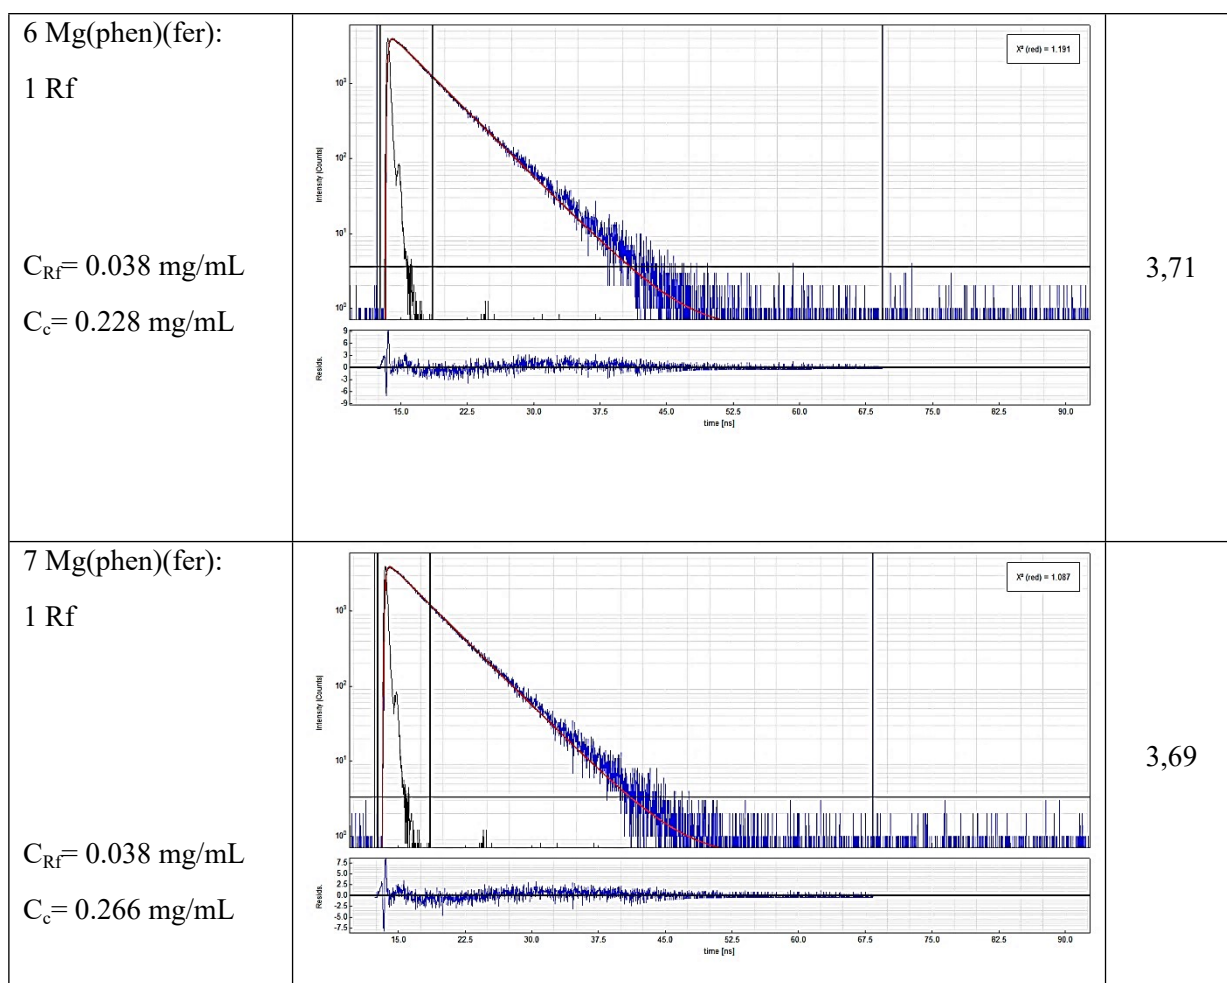 6 Mg(phen)(fer):
1 Rf
C_Rf= 0.038 mg/mL
C_c= 0.228 mg/mL
X² (red) = 1.191
Intensity [Counts]
10³
10²
10¹
10⁰
Resids.
9
6
3
0
-3
-6
-9
15.0 22.5 30.0 37.5 45.0 52.5 60.0 67.5 75.0 82.5 90.0
time [ns]
3,71
7 Mg(phen)(fer):
1 Rf
C_Rf= 0.038 mg/mL
C_c= 0.266 mg/mL
X² (red) = 1.087
Intensity [Counts]
10³
10²
10¹
10⁰
Resids.
7.5
5.0
2.5
0.0
-2.5
-5.0
-7.5
15.0 22.5 30.0 37.5 45.0 52.5 60.0 67.5 75.0 82.5 90.0
time [ns]
3,69